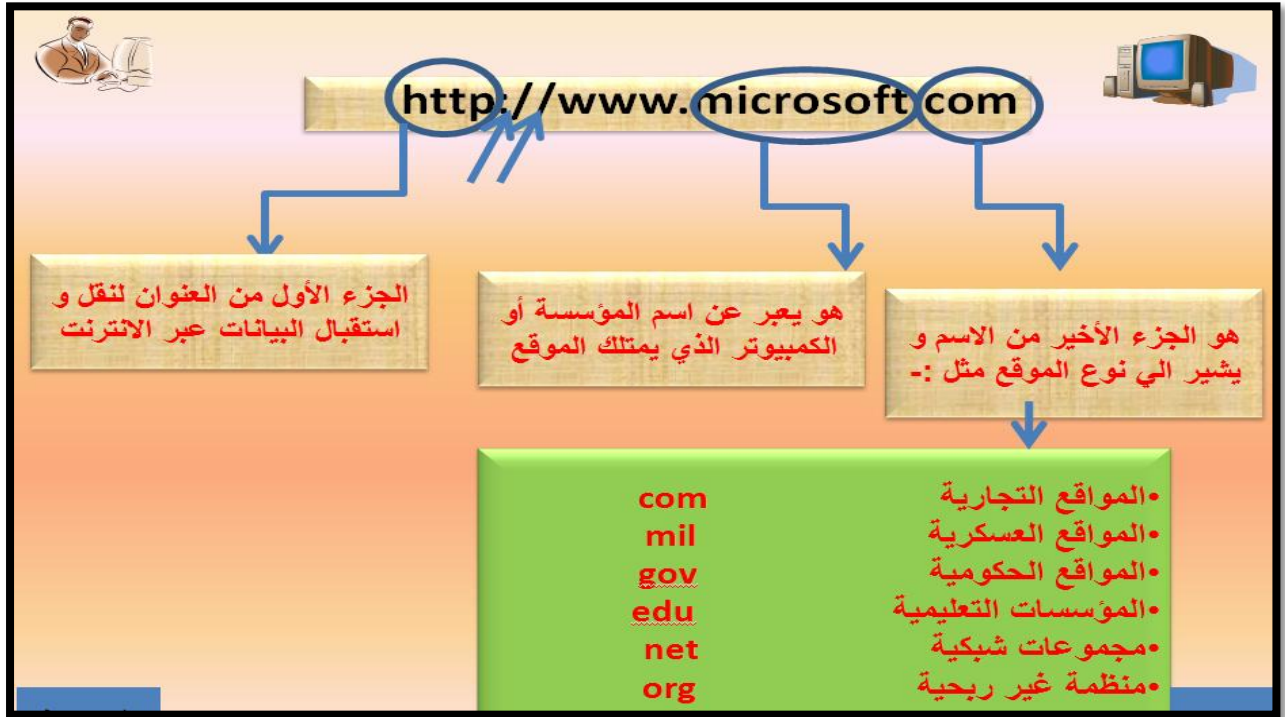 http://www.microsoft.com
الجزء الأول من العنوان لنقل و
استقبال البيانات عبر الانترنت
هو يعبر عن اسم المؤسسة أو
الكمبيوتر الذي يمتلك الموقع
هو الجزء الأخير من الاسم و
يشير الي نوع الموقع مثل :-
•المواقع التجارية com
•المواقع العسكرية mil
•المواقع الحكومية gov
•المؤسسات التعليمية edu
•مجموعات شبكية net
•منظمة غير ربحية org